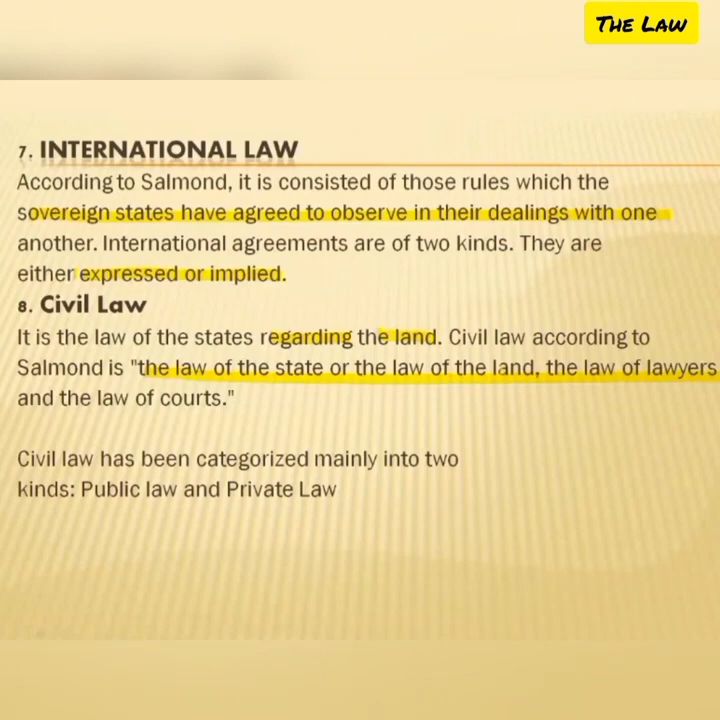 THE LAW
7. INTERNATIONAL LAW
According to Salmond, it is consisted of those rules which the
sovereign states have agreed to observe in their dealings with one
another. International agreements are of two kinds. They are
either expressed or implied.
8. Civil Law
It is the law of the states regarding the land. Civil law according to
Salmond is "the law of the state or the law of the land, the law of lawyers
and the law of courts."
Civil law has been categorized mainly into two
kinds: Public law and Private Law